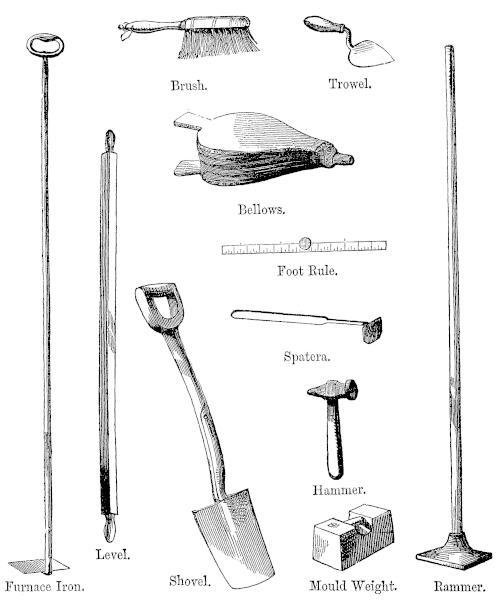 Brush.
Trowel.
Bellows.
Foot Rule.
Spatera.
Hammer.
Level.
Shovel.
Furnace Iron.
Mould Weight.
Rammer.